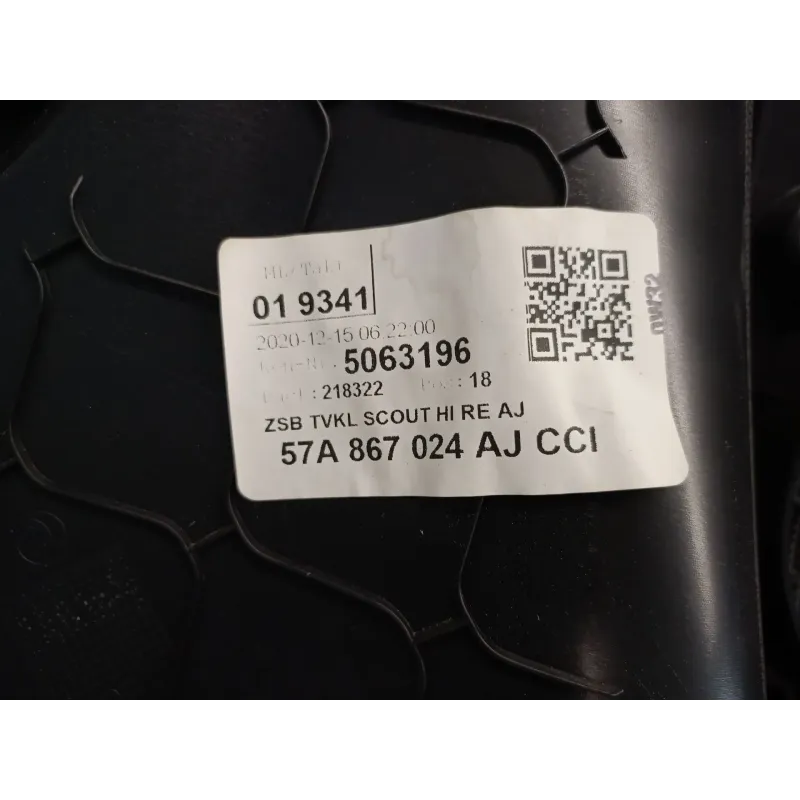 01 9341
2020-12-15 06:22:00
5063196
: 218322 : 18
ZSB TVKL SCOUT HI RE AJ
57A 867 024 AJ CCI
0W32